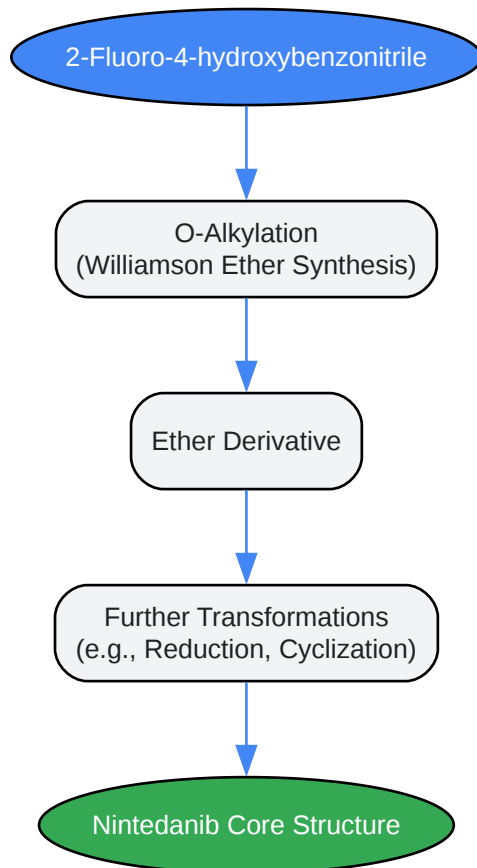 2-Fluoro-4-hydroxybenzonitrile
O-Alkylation
(Williamson Ether Synthesis)
Ether Derivative
Further Transformations
(e.g., Reduction, Cyclization)
Nintedanib Core Structure